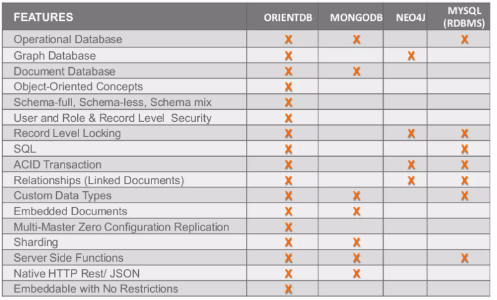 FEATURES ORIENTDB MONGODB NEO4J MYSQL (RDBMS)
Operational Database X X X
Graph Database X X
Document Database X X
Object-Oriented Concepts X
Schema-full, Schema-less, Schema mix X
User and Role & Record Level Security X
Record Level Locking X X X
SQL X X
ACID Transaction X X X
Relationships (Linked Documents) X X X
Custom Data Types X X X
Embedded Documents X X
Multi-Master Zero Configuration Replication X
Sharding X X
Server Side Functions X X X
Native HTTP Rest/ JSON X X
Embeddable with No Restrictions X